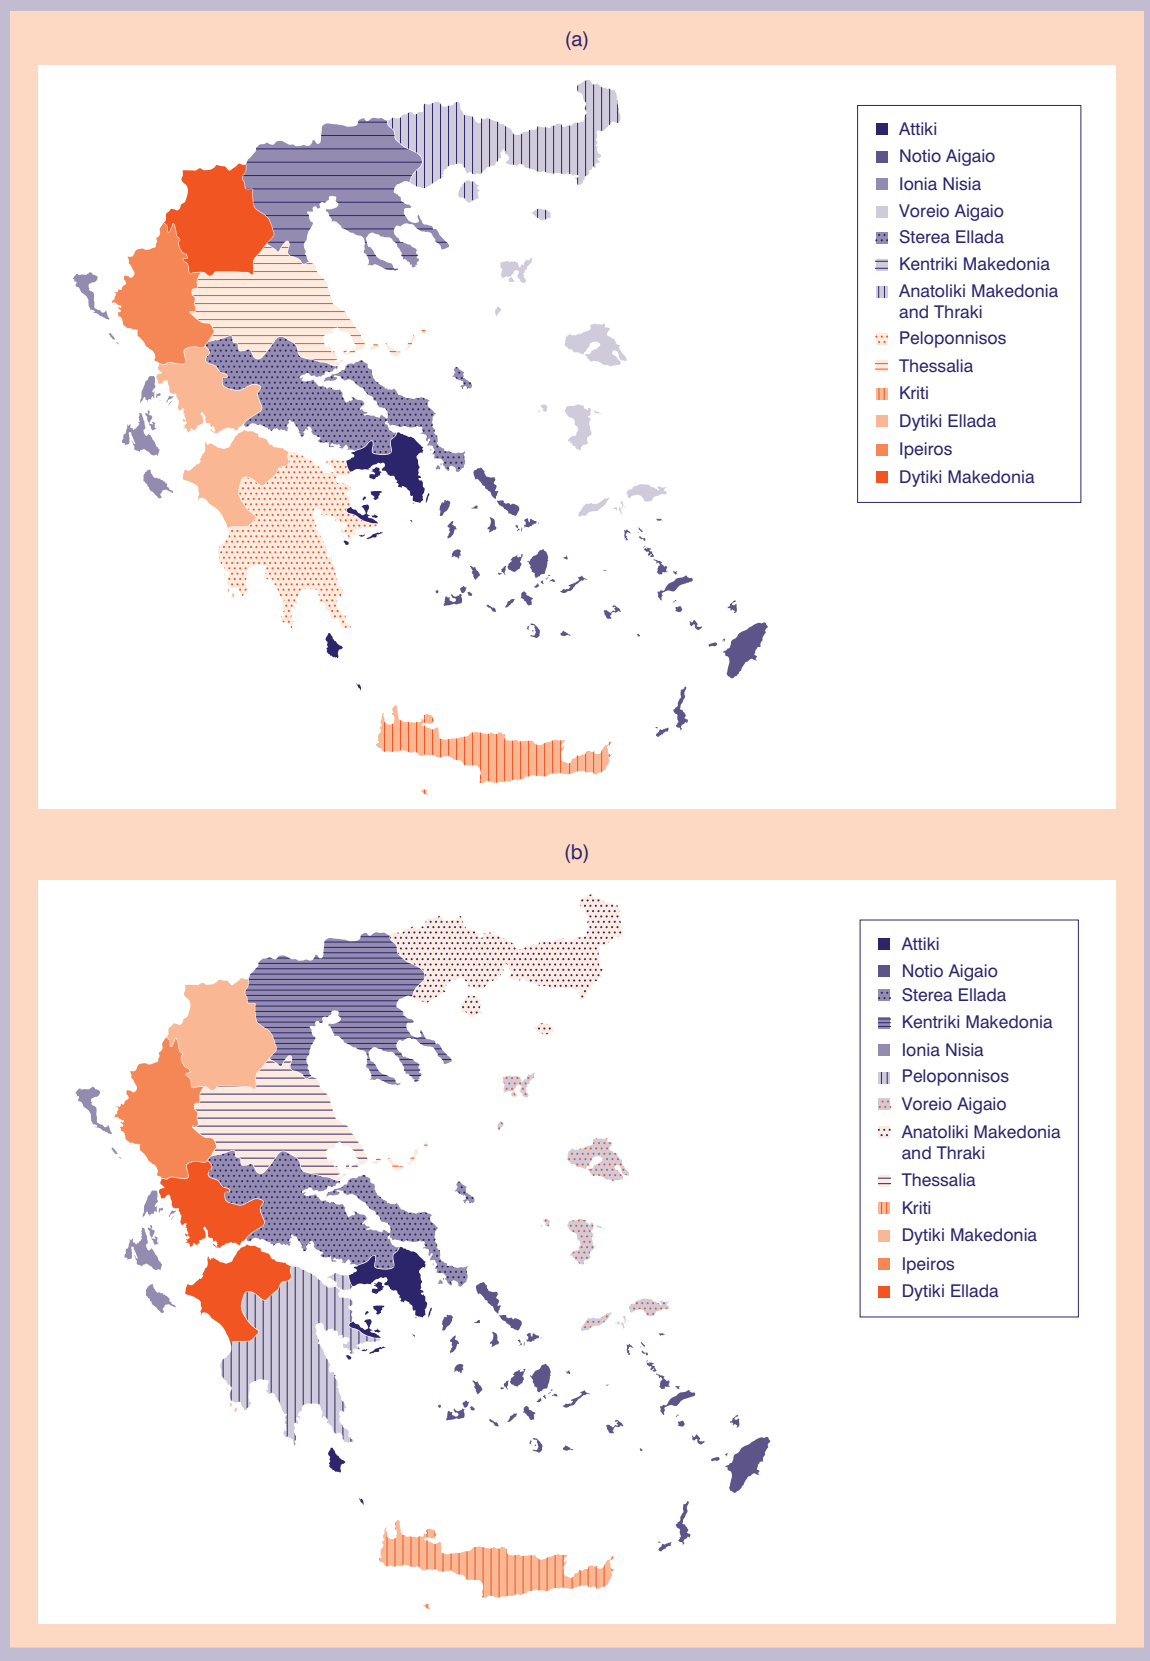 (a)
Attiki
Notio Aigaio
Ionia Nisia
Voreio Aigaio
Sterea Ellada
Kentriki Makedonia
Anatoliki Makedonia
and Thraki
Peloponnisos
Thessalia
Kriti
Dytiki Ellada
Ipeiros
Dytiki Makedonia
(b)
Attiki
Notio Aigaio
Sterea Ellada
Kentriki Makedonia
Ionia Nisia
Peloponnisos
Voreio Aigaio
Anatoliki Makedonia
and Thraki
Thessalia
Kriti
Dytiki Makedonia
Ipeiros
Dytiki Ellada